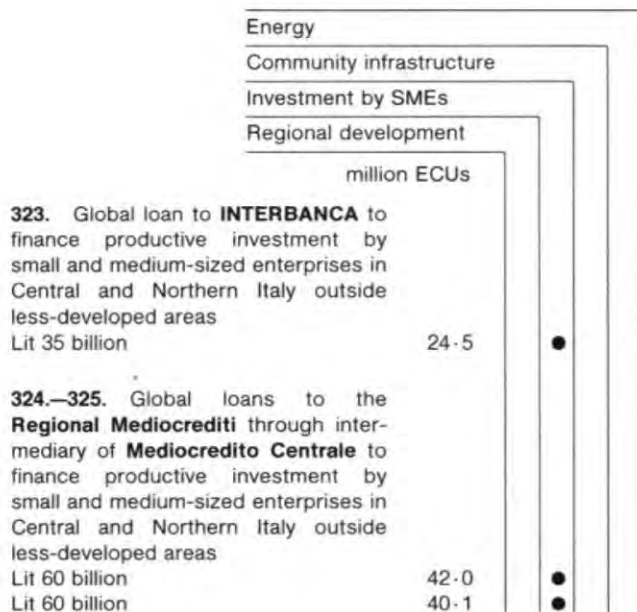 Energy
Community infrastructure
Investment by SMEs
Regional development
million ECUs
323. Global loan to INTERBANCA to
finance productive investment by
small and medium-sized enterprises in
Central and Northern Italy outside
less-developed areas
Lit 35 billion 24·5 ●
324.—325. Global loans to the
Regional Mediocrediti through inter-
mediary of Mediocredito Centrale to
finance productive investment by
small and medium-sized enterprises in
Central and Northern Italy outside
less-developed areas
Lit 60 billion 42·0 ●
Lit 60 billion 40·1 ●